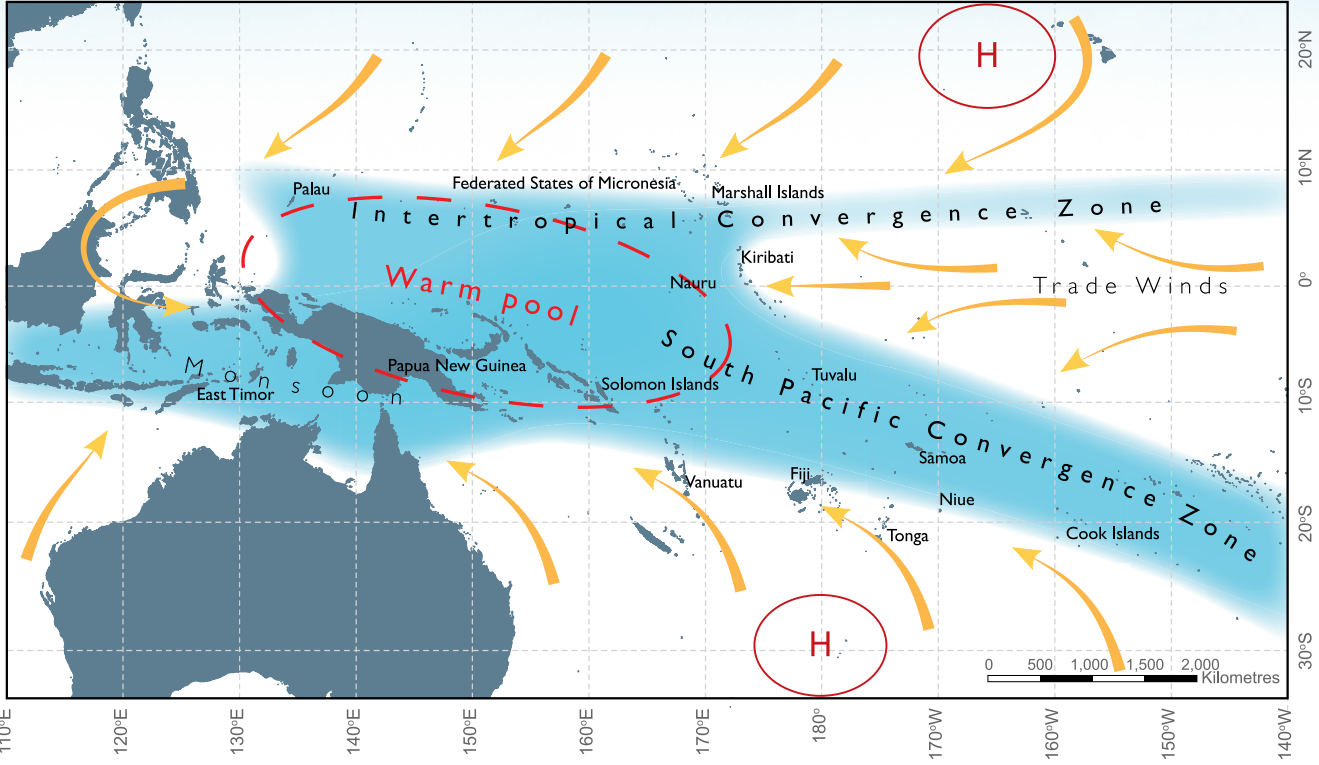 H
20°N
10°N
Palau
Federated States of Micronesia
Marshall Islands
Intertropical Convergence Zone
Kiribati
Warm pool
Nauru
Trade Winds
0°
South Pacific Convergence Zone
Monsoon
Papua New Guinea
East Timor
Solomon Islands
Tuvalu
10°S
Samoa
Vanuatu
Fiji
Niue
Tonga
Cook Islands
20°S
H
30°S
0 500 1,000 1,500 2,000
Kilometres
110°E 120°E 130°E 140°E 150°E 160°E 170°E 180° 170°W 160°W 150°W 140°W